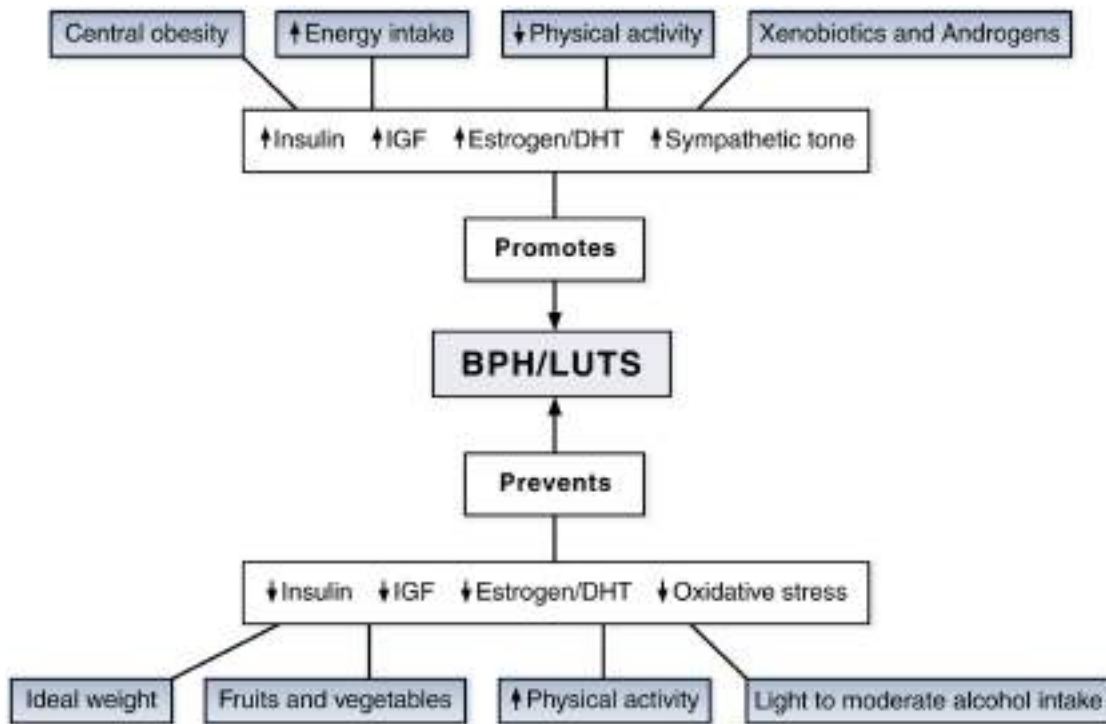 Central obesity
↑Energy intake
↓Physical activity
Xenobiotics and Androgens
↑Insulin ↑IGF ↑Estrogen/DHT ↑Sympathetic tone
Promotes
BPH/LUTS
Prevents
↓Insulin ↓IGF ↓Estrogen/DHT ↓Oxidative stress
Ideal weight
Fruits and vegetables
↑Physical activity
Light to moderate alcohol intake